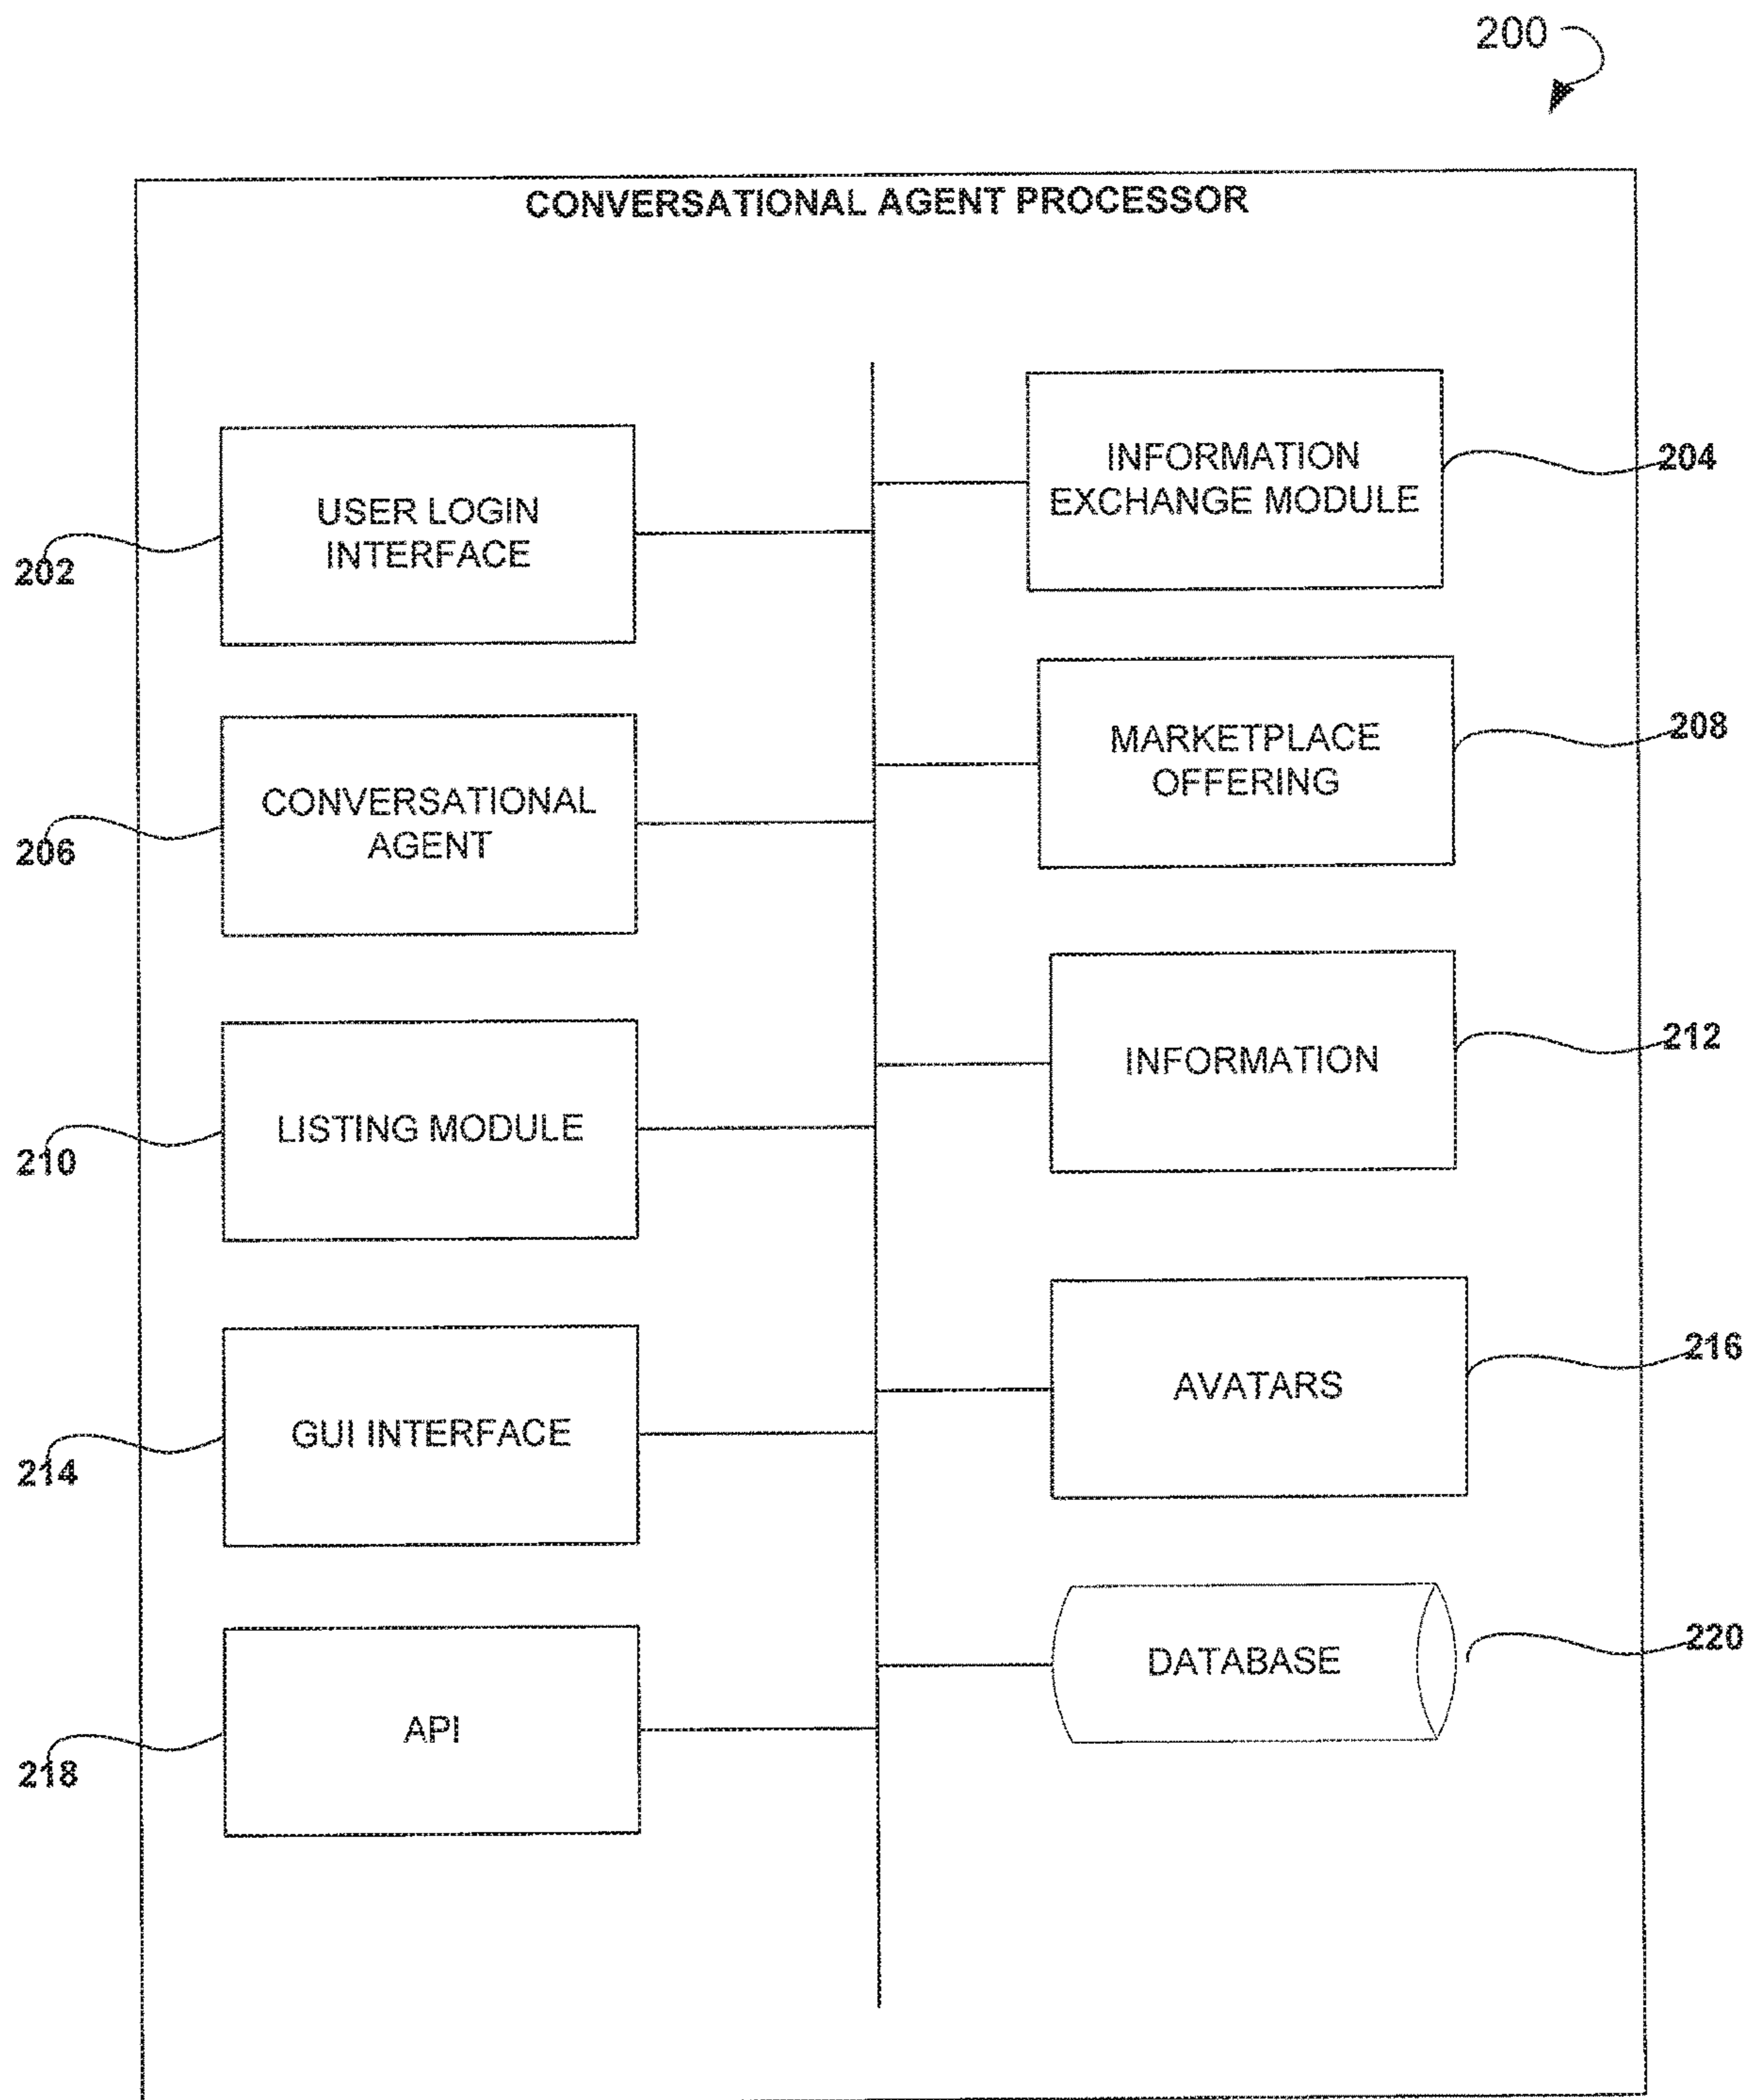 200
CONVERSATIONAL AGENT PROCESSOR
USER LOGIN
INTERFACE
202
INFORMATION
EXCHANGE MODULE
204
CONVERSATIONAL
AGENT
206
MARKETPLACE
OFFERING
208
LISTING MODULE
210
INFORMATION
212
GUI INTERFACE
214
AVATARS
216
API
218
DATABASE
220